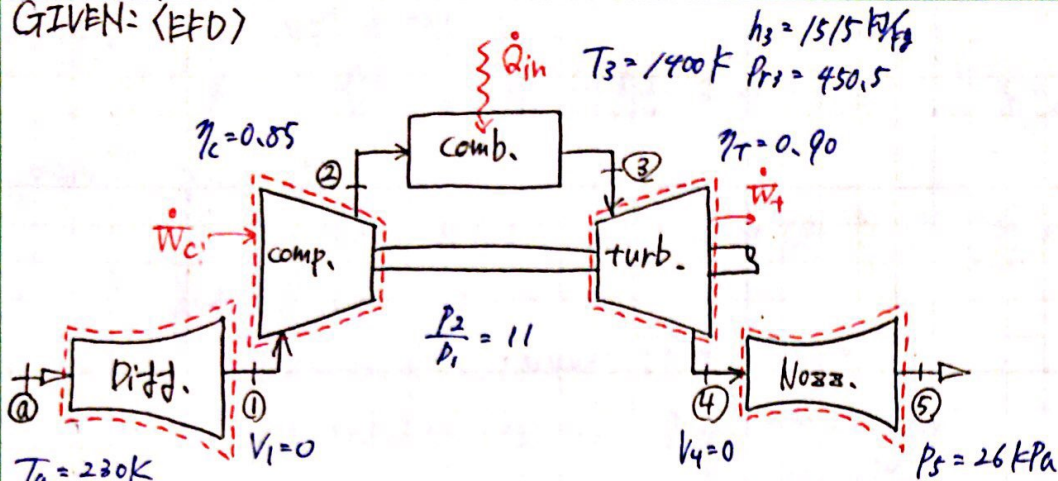 GIVEN: <EFD>
h₃ = 1515 kJ/kg
Q̇in
T₃ = 1400 K Pr₃ = 450.5
ηc = 0.85
comb.
ηT = 0.90
②
③
Ẇt
Ẇc
comp.
turb.
P₂/P₁ = 11
Diff.
Nozz.
ⓐ
①
④
⑤
V₁=0
V₄=0
Ta = 230K
P₅ = 26 kPa